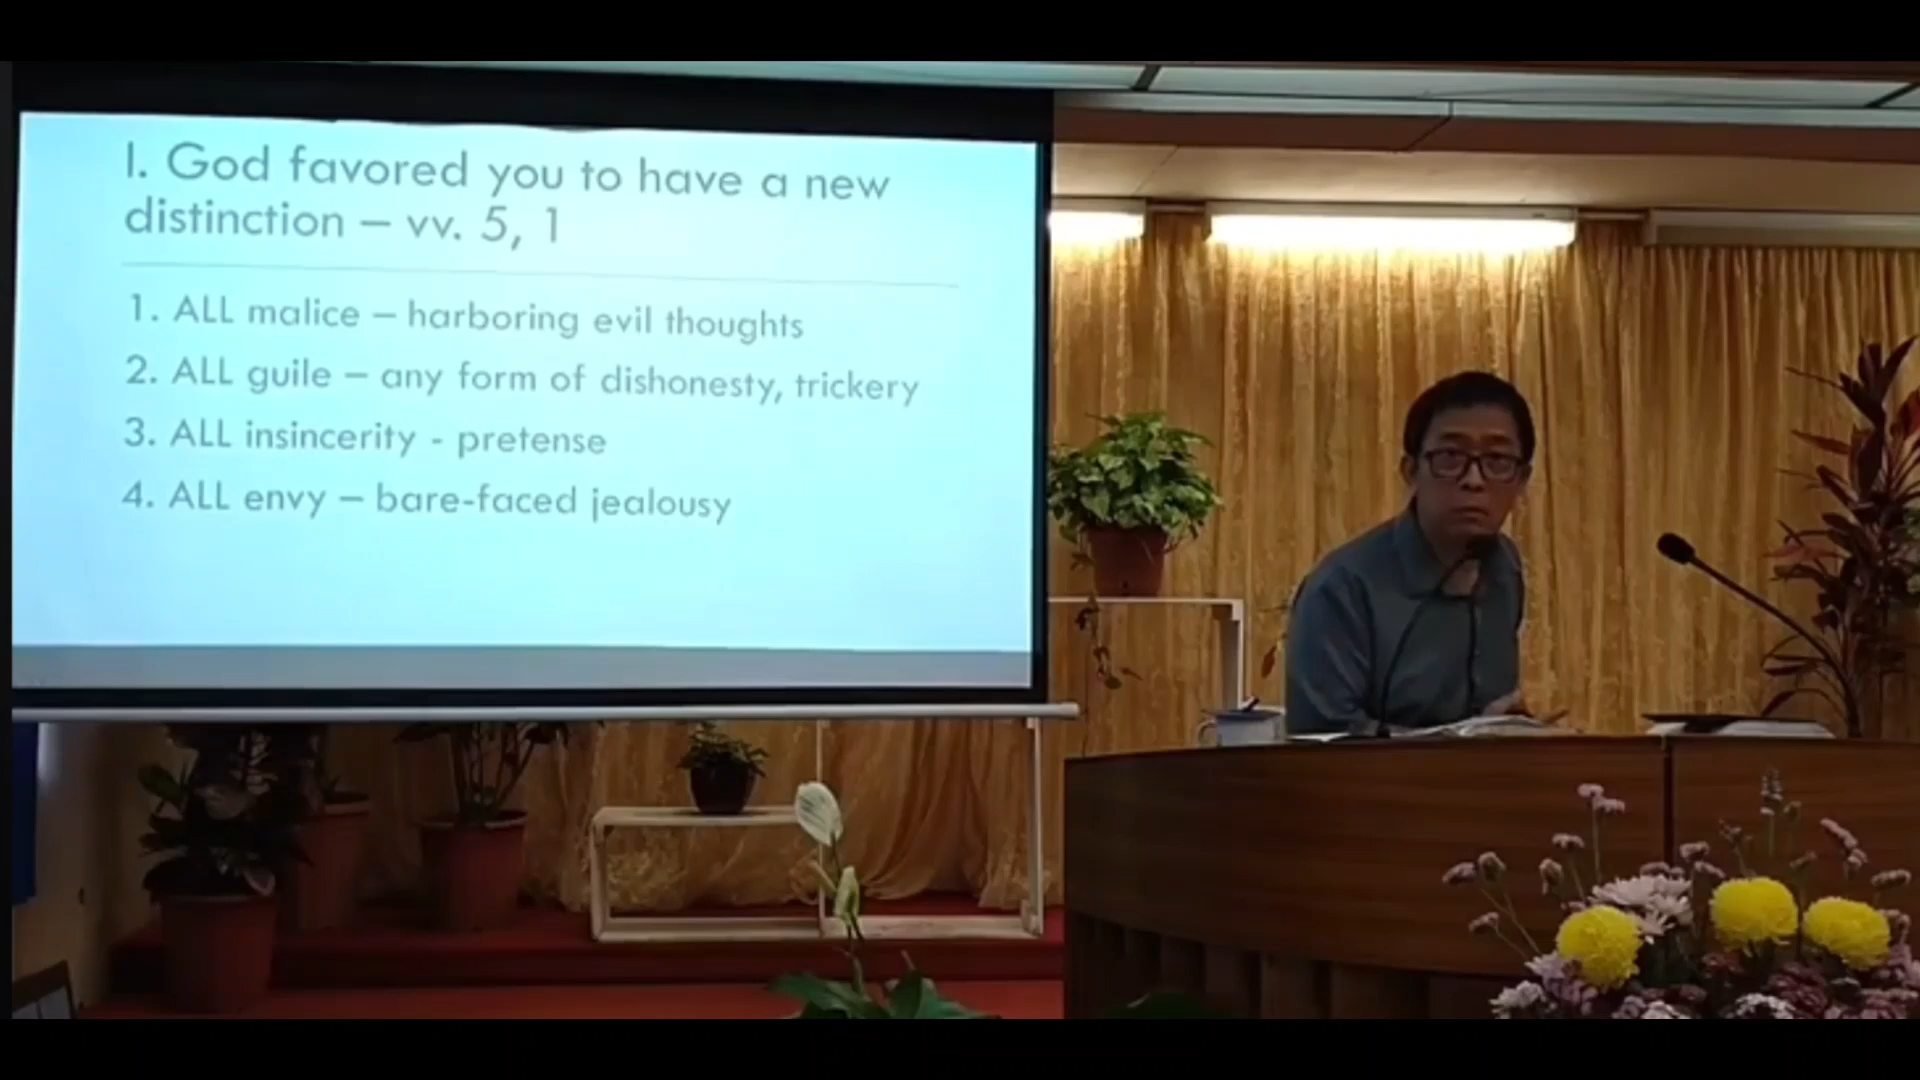 I. God favored you to have a new
distinction – vv. 5, 1
1. ALL malice – harboring evil thoughts
2. ALL guile – any form of dishonesty, trickery
3. ALL insincerity - pretense
4. ALL envy – bare-faced jealousy